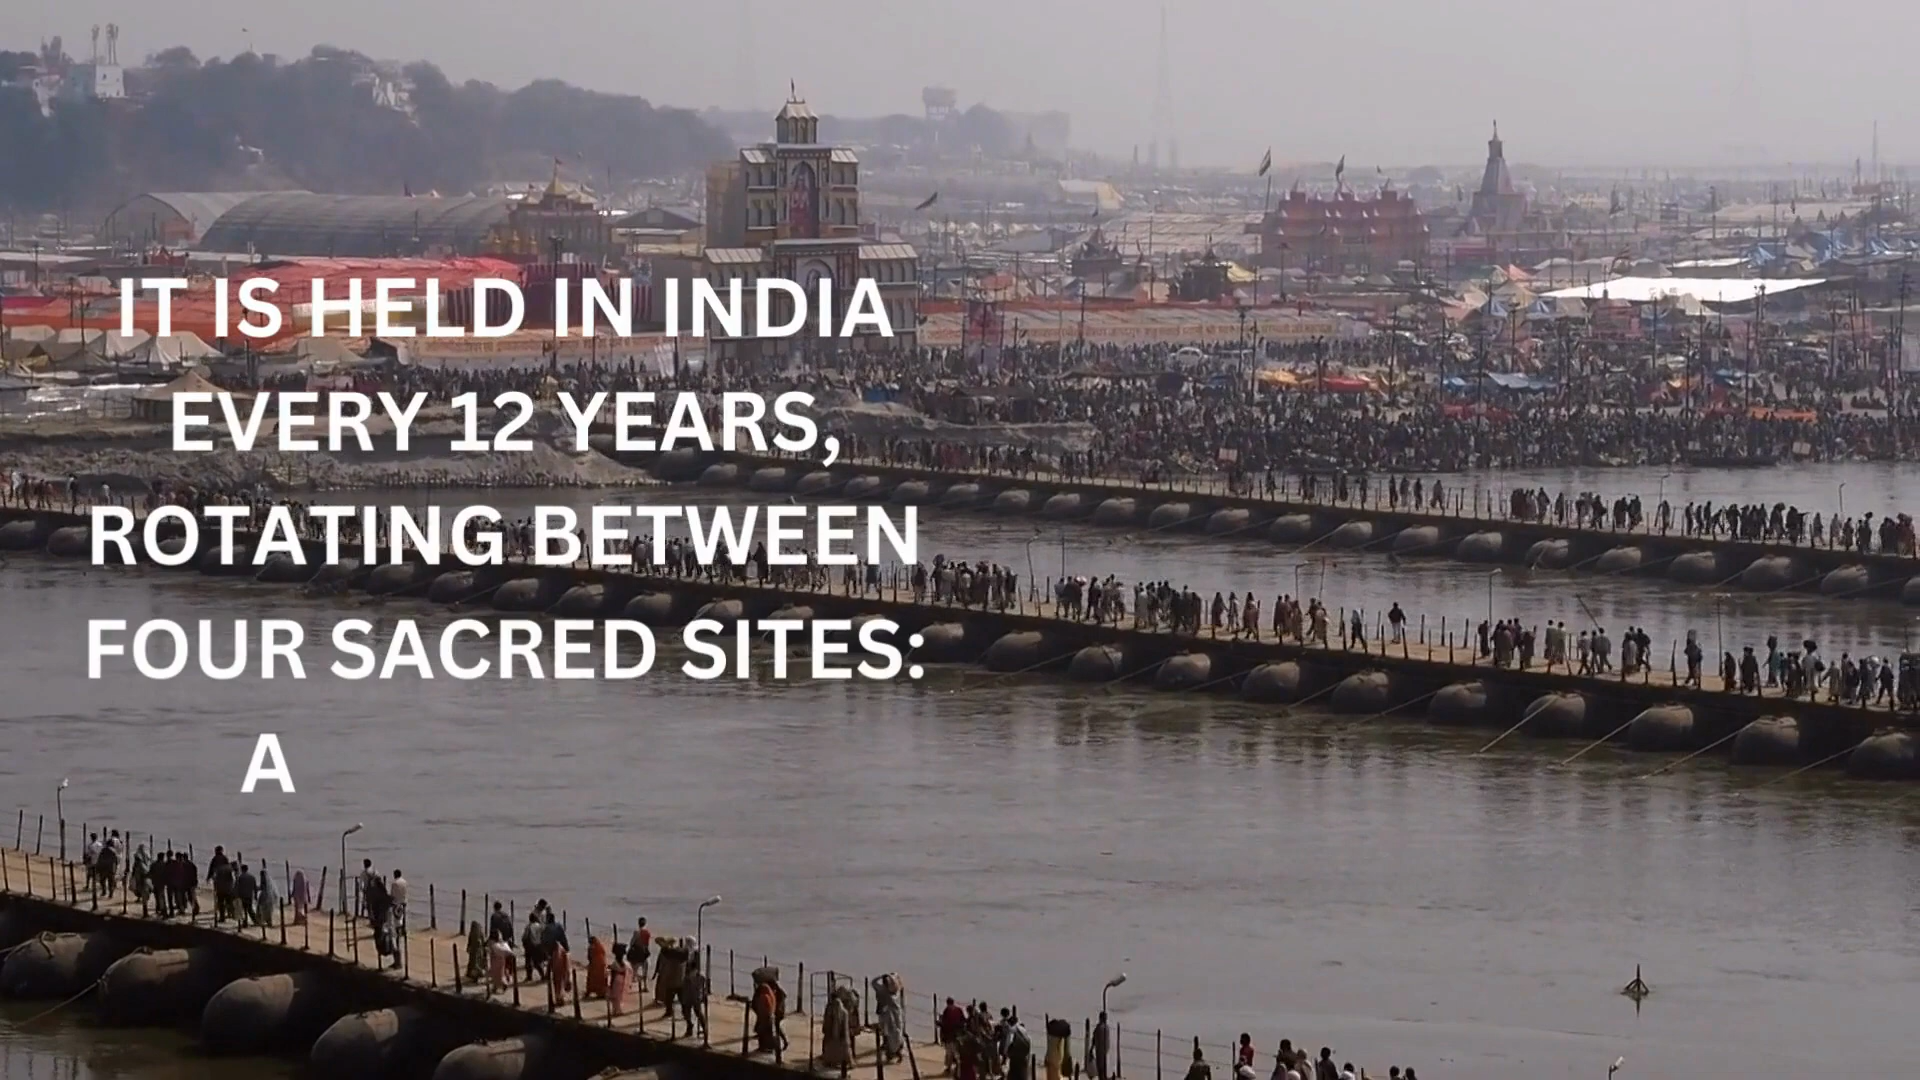 IT IS HELD IN INDIA
EVERY 12 YEARS,
ROTATING BETWEEN
FOUR SACRED SITES:
A